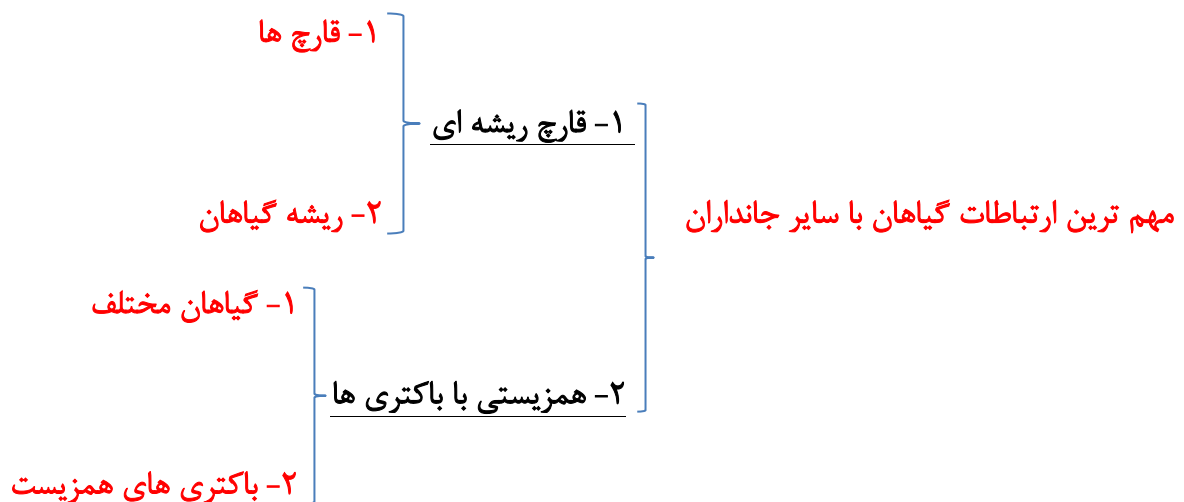 مهم ترین ارتباطات گیاهان با سایر جانداران
۱- قارچ ریشه ای
۱- قارچ ها
۲- ریشه گیاهان
۲- همزیستی با باکتری ها
۱- گیاهان مختلف
۲- باکتری های همزیست